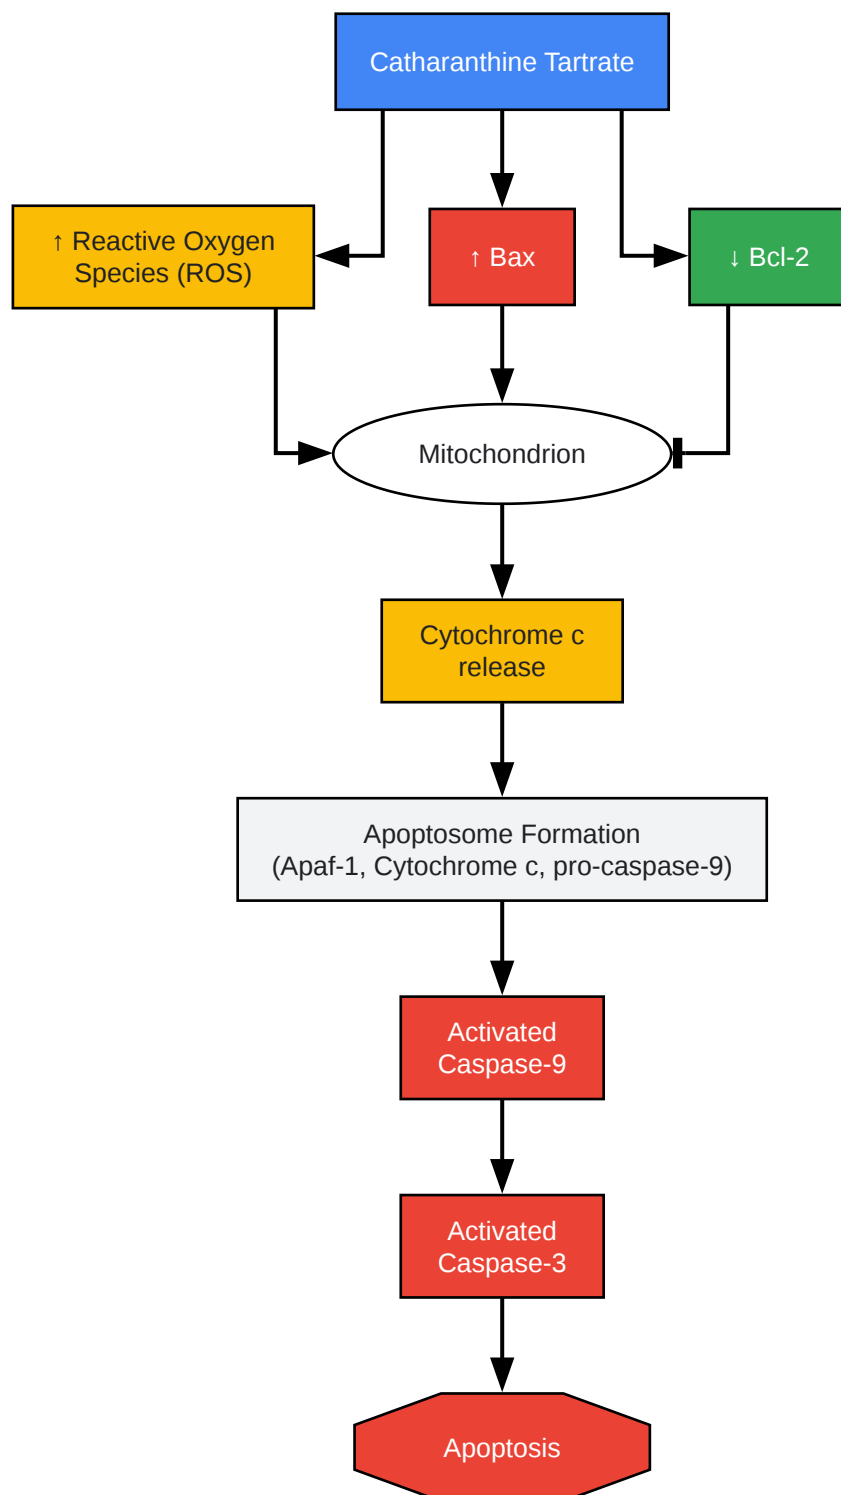 Catharanthine Tartrate
↑ Reactive Oxygen
Species (ROS)
↑ Bax
↓ Bcl-2
Mitochondrion
Cytochrome c
release
Apoptosome Formation
(Apaf-1, Cytochrome c, pro-caspase-9)
Activated
Caspase-9
Activated
Caspase-3
Apoptosis